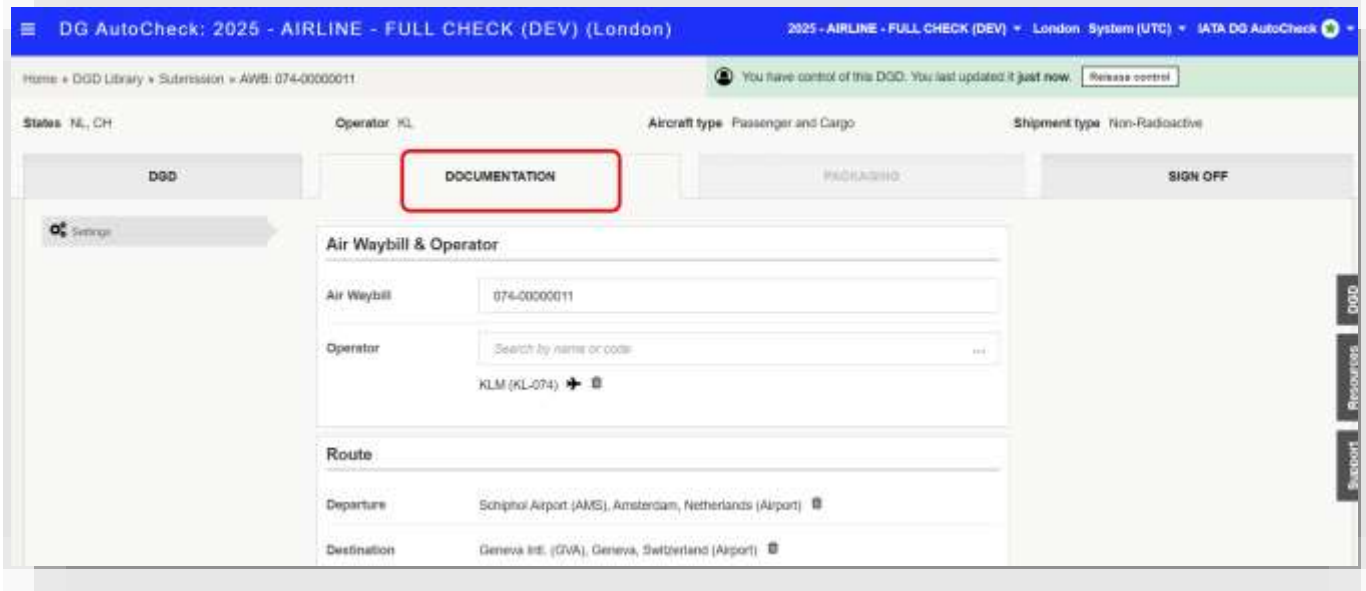 DG AutoCheck: 2025 - AIRLINE - FULL CHECK (DEV) (London)
2025 - AIRLINE - FULL CHECK (DEV) London System (UTC) IATA DG AutoCheck
Home » DGD Library » Submission » AWB: 074-00000011
You have control of this DGD. You last updated it just now. Release control
States NL, CH
Operator KL
Aircraft type Passenger and Cargo
Shipment type Non-Radioactive
DGD
DOCUMENTATION
PACKAGING
SIGN OFF
Settings
Air Waybill & Operator
Air Waybill 074-00000011
Operator Search by name or code ...
KLM (KL-074)
Route
Departure Schiphol Airport (AMS), Amsterdam, Netherlands (Airport)
Destination Geneva Intl. (GVA), Geneva, Switzerland (Airport)
DGD
Resources
Support